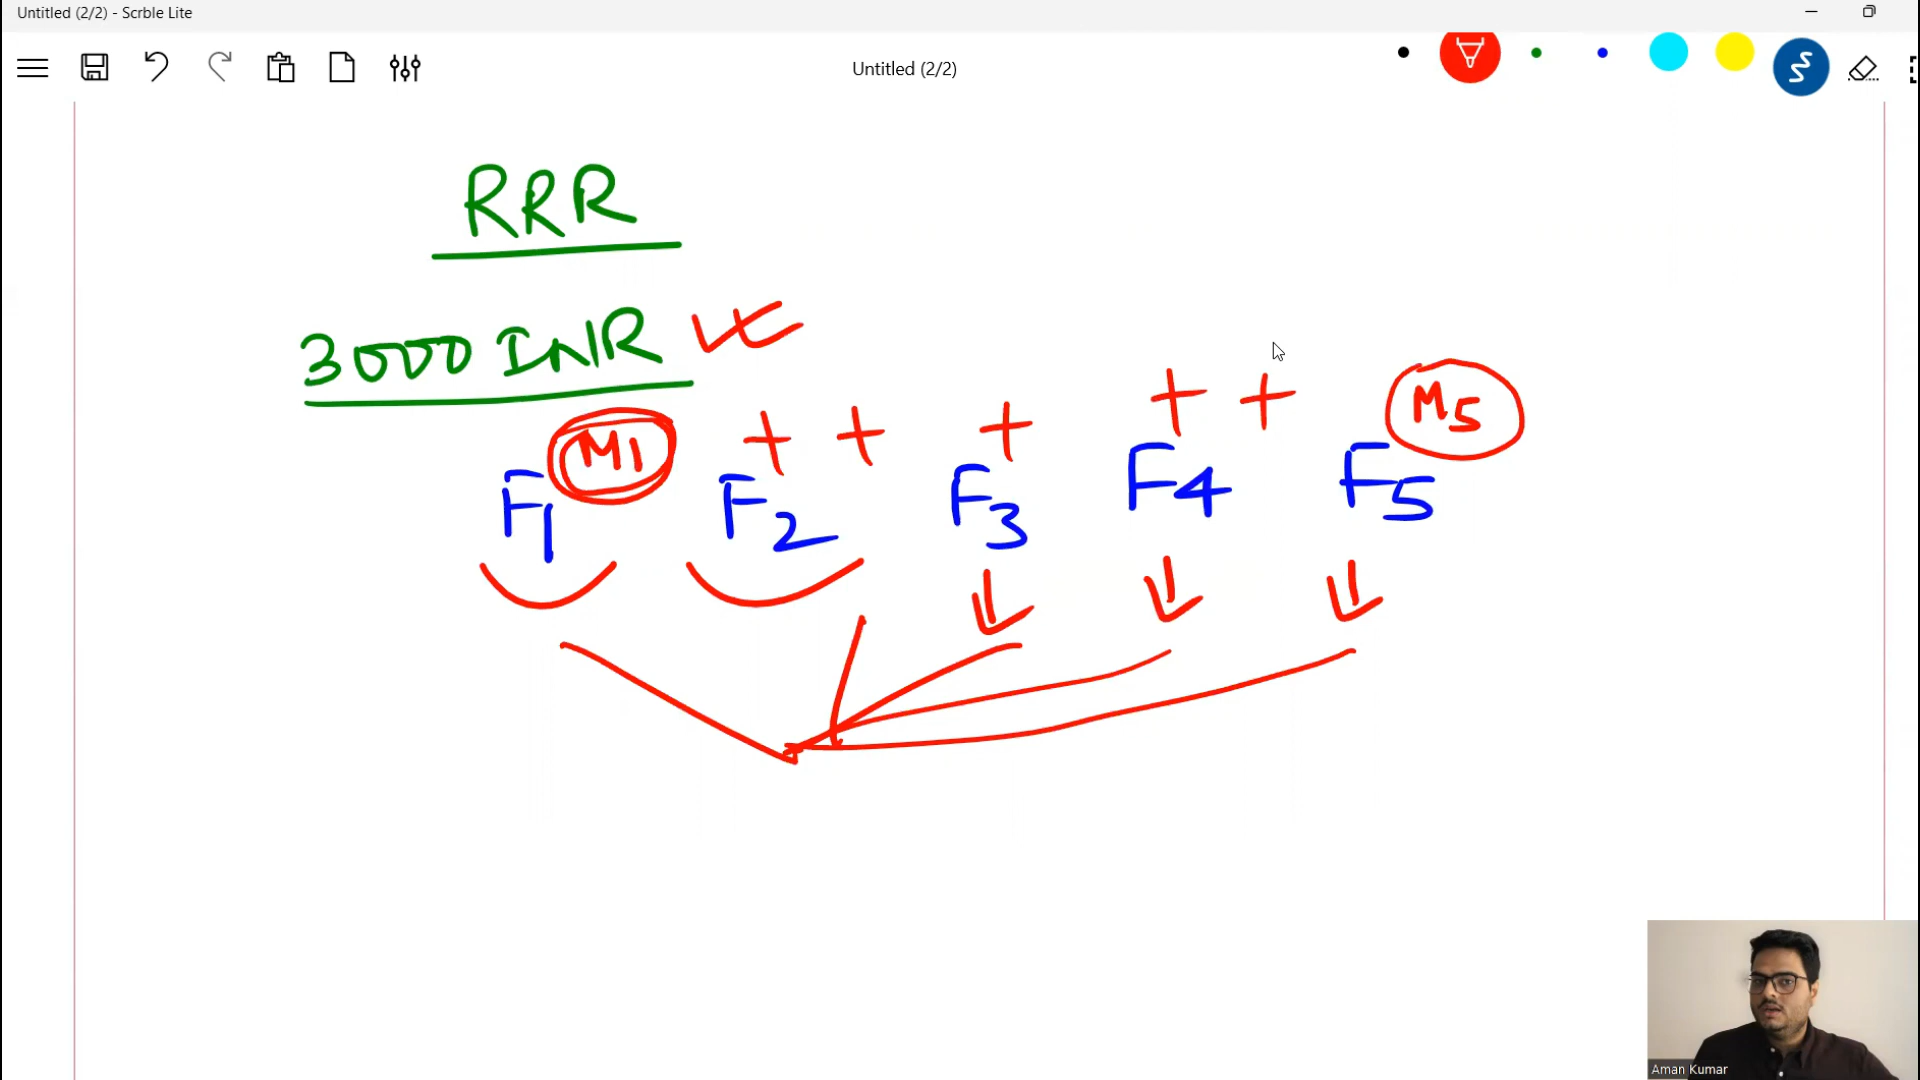 Untitled (2/2) - Scrble Lite
Untitled (2/2)
RRR
3000 INR
M1 + + + + + M5
F1 F2 F3 F4 F5
Aman Kumar